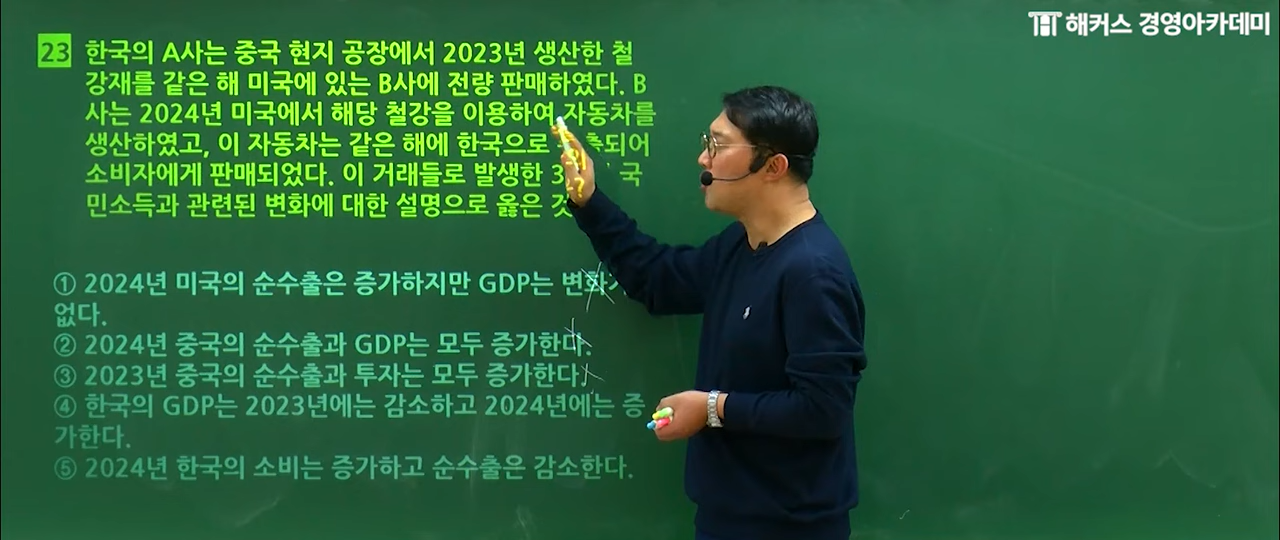 해커스 경영아카데미
23 한국의 A사는 중국 현지 공장에서 2023년 생산한 철
강재를 같은 해 미국에 있는 B사에 전량 판매하였다. B
사는 2024년 미국에서 해당 철강을 이용하여 자동차를
생산하였고, 이 자동차는 같은 해에 한국으로 되어
소비자에게 판매되었다. 이 거래들로 발생한 3 국
민소득과 관련된 변화에 대한 설명으로 옳은 것
① 2024년 미국의 순수출은 증가하지만 GDP는 변화가
없다.
② 2024년 중국의 순수출과 GDP는 모두 증가한다.
③ 2023년 중국의 순수출과 투자는 모두 증가한다.
④ 한국의 GDP는 2023년에는 감소하고 2024년에는 증
가한다.
⑤ 2024년 한국의 소비는 증가하고 순수출은 감소한다.